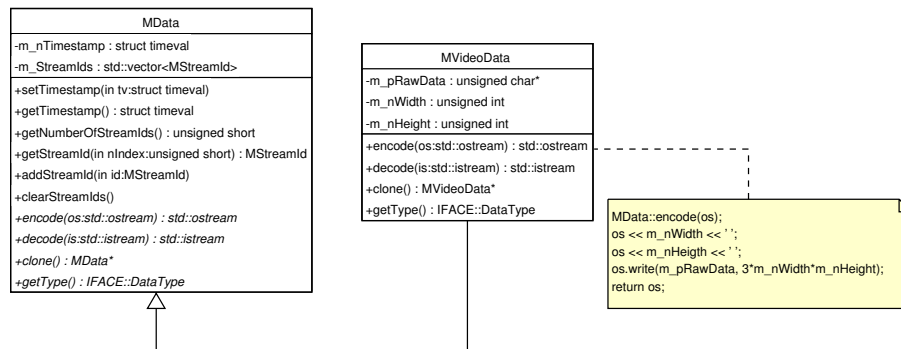 MData
-m_nTimestamp : struct timeval
-m_StreamIds : std::vector<MStreamId>
+setTimestamp(in tv:struct timeval)
+getTimestamp() : struct timeval
+getNumberOfStreamIds() : unsigned short
+getStreamId(in nIndex:unsigned short) : MStreamId
+addStreamId(in id:MStreamId)
+clearStreamIds()
+encode(os:std::ostream) : std::ostream
+decode(is:std::istream) : std::istream
+clone() : MData*
+getType() : IFACE::DataType
MVideoData
-m_pRawData : unsigned char*
-m_nWidth : unsigned int
-m_nHeight : unsigned int
+encode(os:std::ostream) : std::ostream
+decode(is:std::istream) : std::istream
+clone() : MVideoData*
+getType() : IFACE::DataType
MData::encode(os);
os << m_nWidth << ' ';
os << m_nHeigth << ' ';
os.write(m_pRawData, 3*m_nWidth*m_nHeight);
return os;